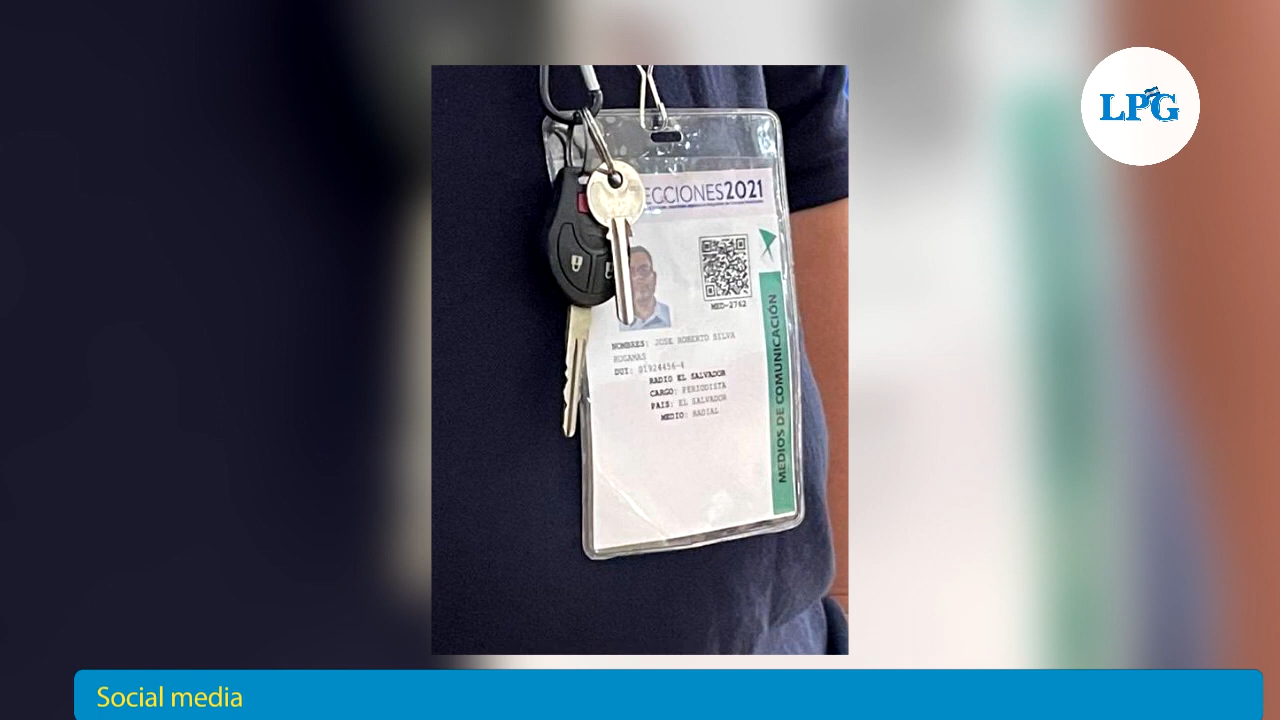 LPG
ECCIONES2021
MED-2762
NOMBRES: JOSE ROBERTO SILVA
RUGAMAS
DUI: 01924456-4
RADIO EL SALVADOR
CARGO: PERIODISTA
PAIS: EL SALVADOR
MEDIO: RADIAL
MEDIOS DE COMUNICACIÓN
Social media